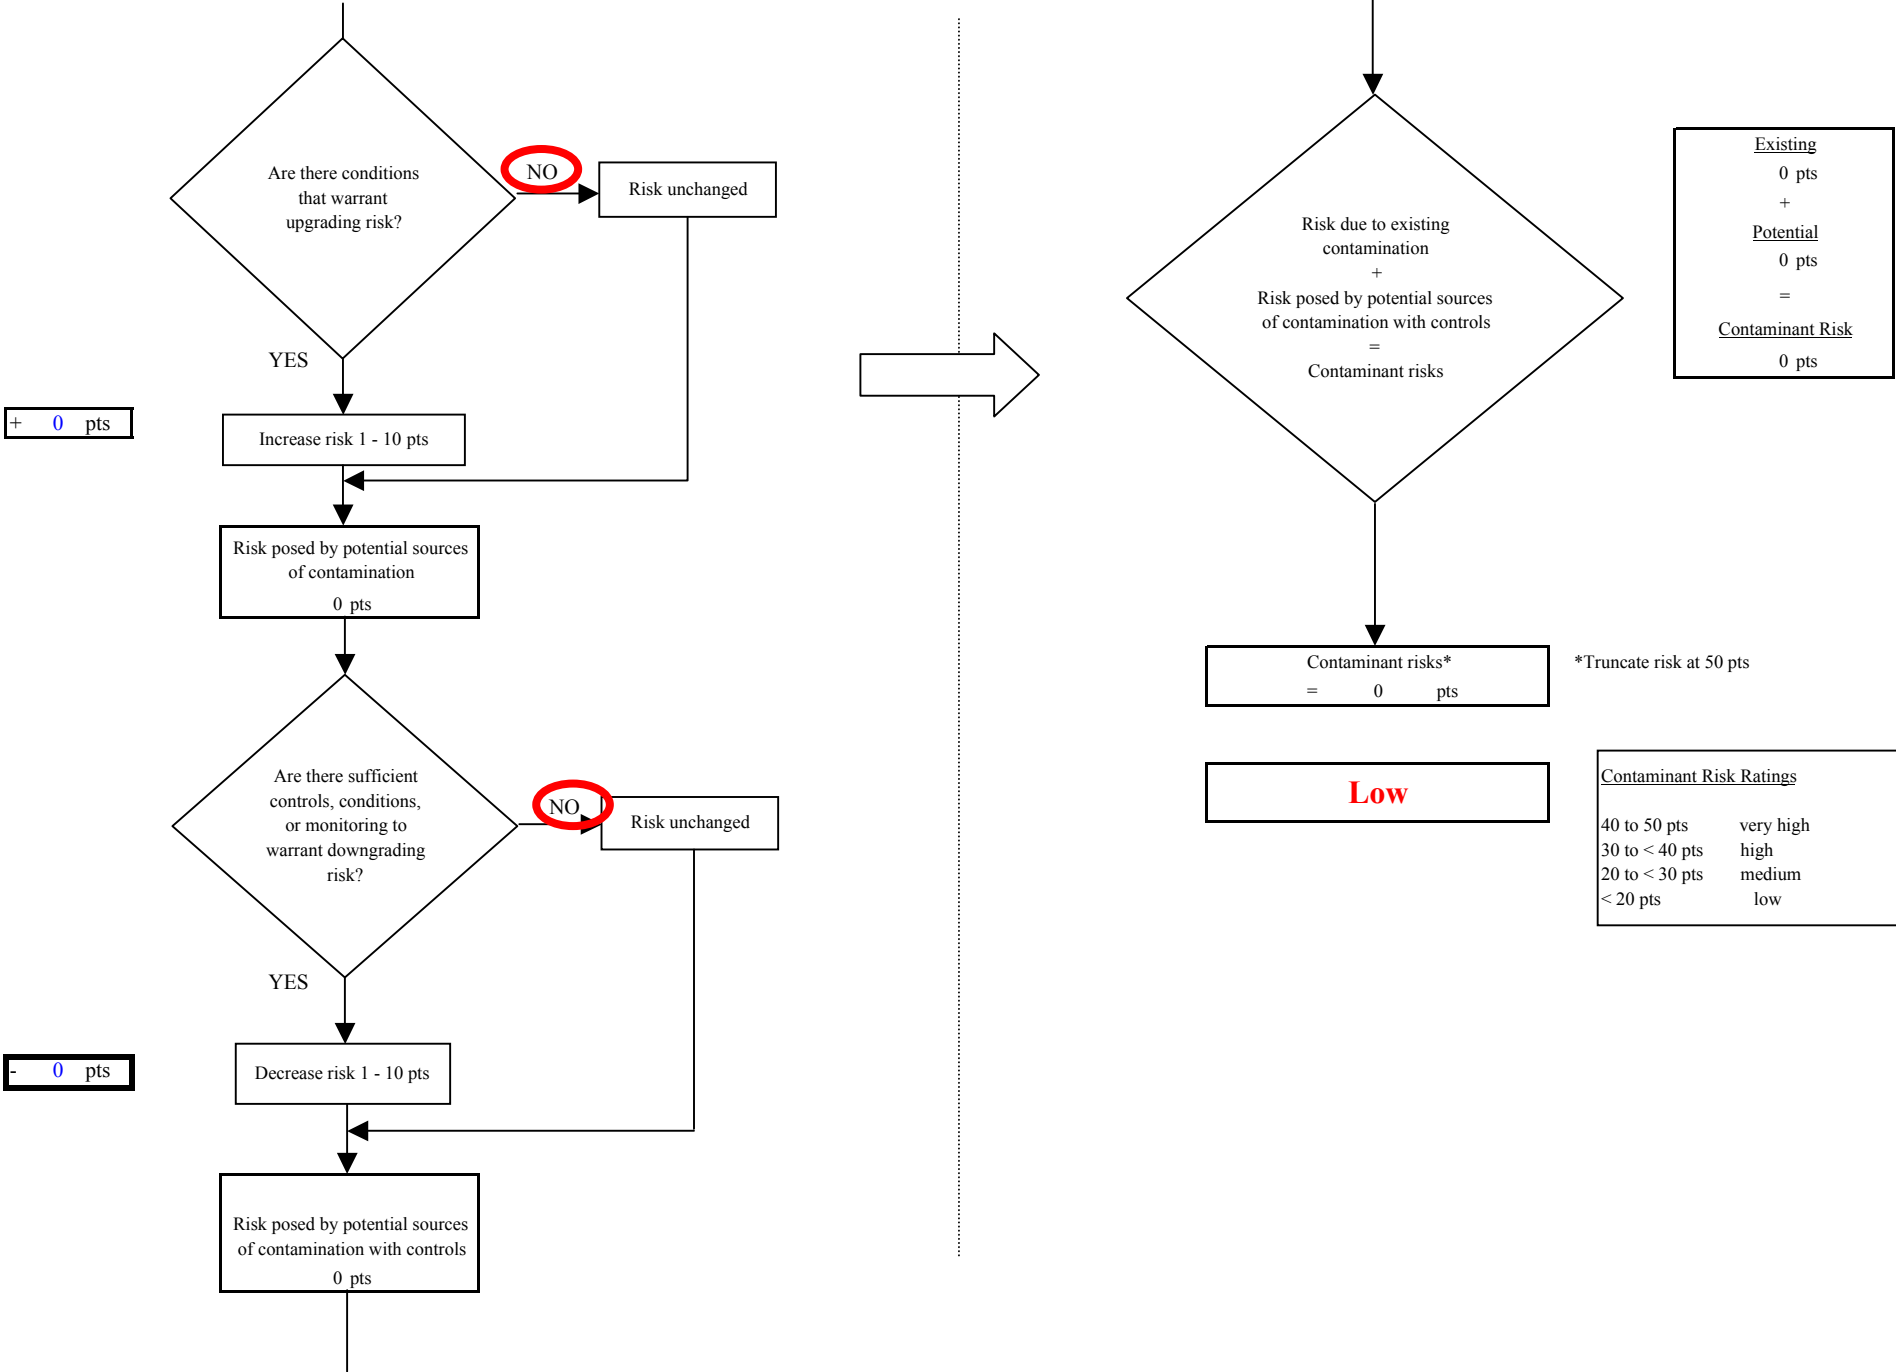 Are there conditions
that warrant
upgrading risk?
NO
Risk unchanged
YES
+ 0 pts
Increase risk 1 - 10 pts
Risk posed by potential sources
of contamination
0 pts
Are there sufficient
controls, conditions,
or monitoring to
warrant downgrading
risk?
NO
Risk unchanged
YES
- 0 pts
Decrease risk 1 - 10 pts
Risk posed by potential sources
of contamination with controls
0 pts
Risk due to existing
contamination
+
Risk posed by potential sources
of contamination with controls
=
Contaminant risks
Existing
0 pts
+
Potential
0 pts
=
Contaminant Risk
0 pts
Contaminant risks*
= 0 pts
*Truncate risk at 50 pts
Low
Contaminant Risk Ratings
40 to 50 pts very high
30 to < 40 pts high
20 to < 30 pts medium
< 20 pts low